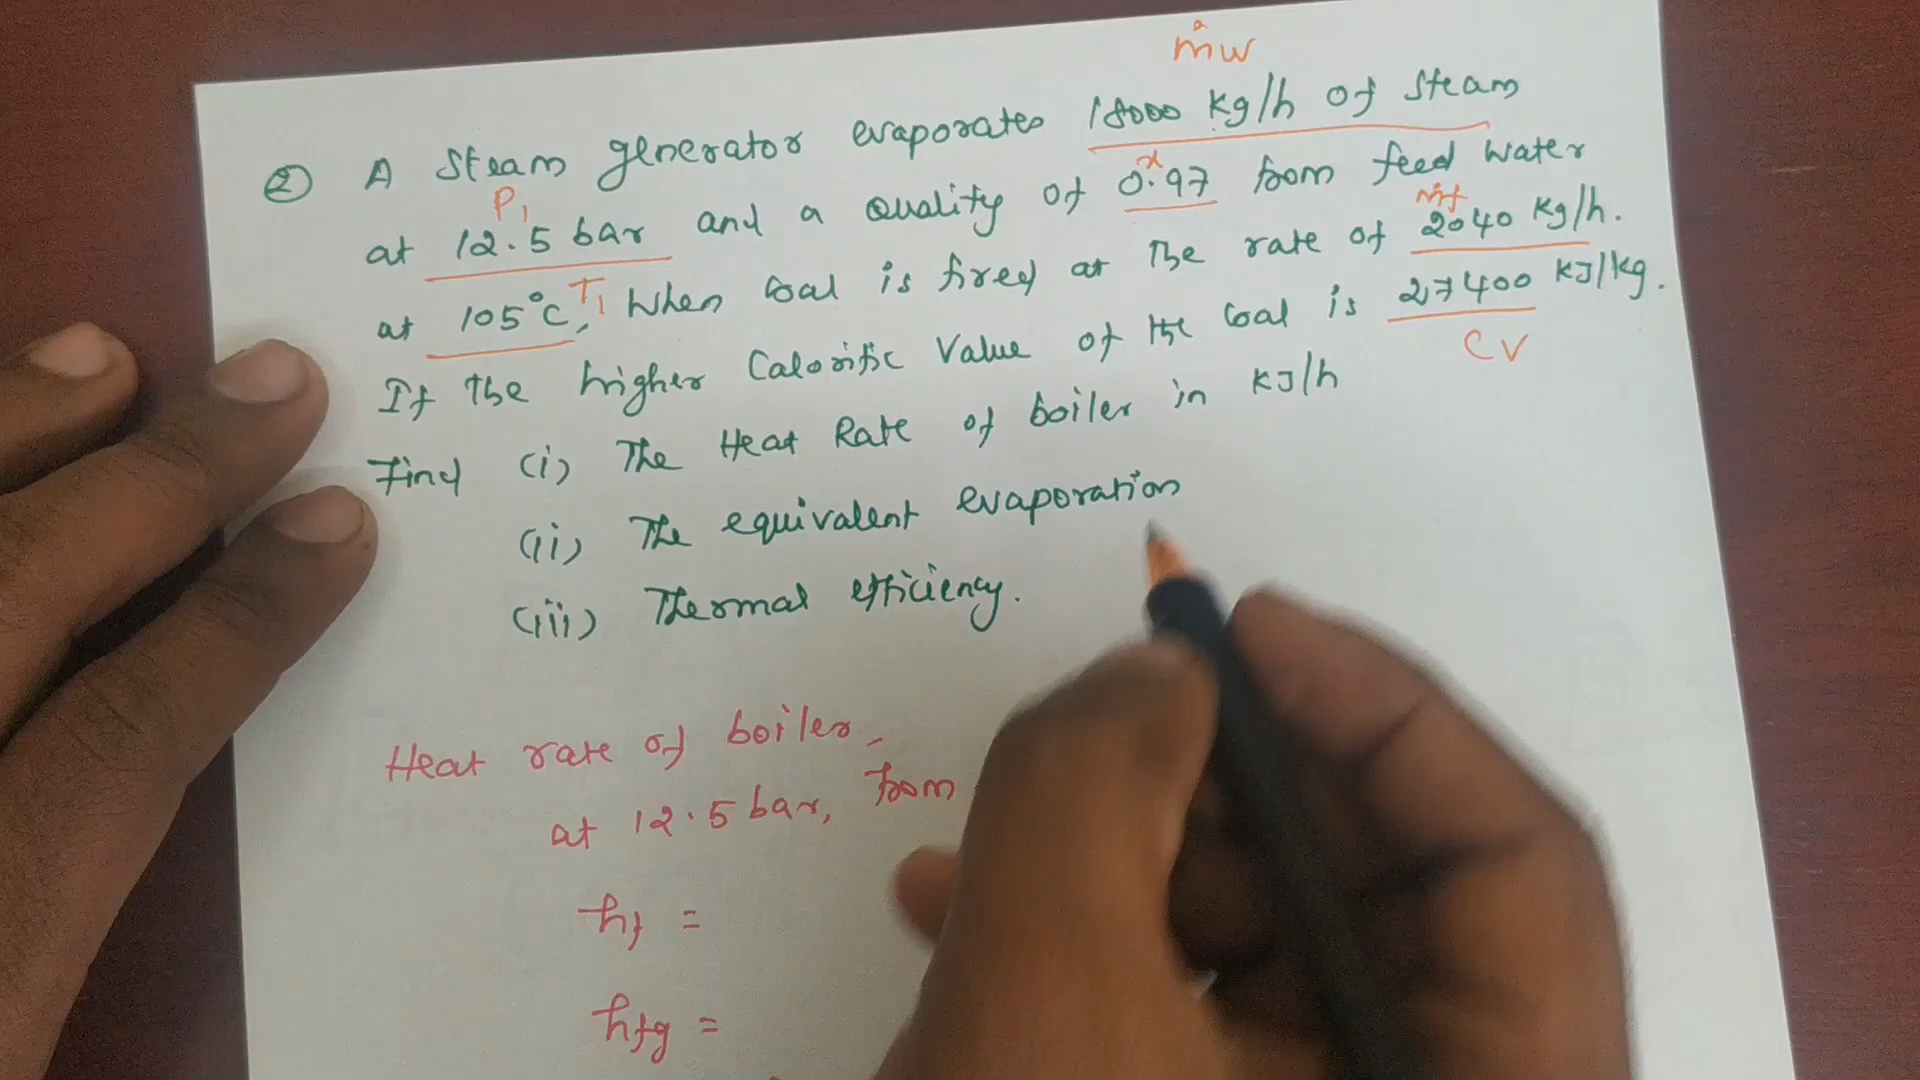 ṁw
② A Steam generator evaporates 18000 Kg/h of Steam
P₁ x
at 12.5 bar and a Quality of 0.97 from feed water
T₁ ṁf
at 105°C, When Coal is fired at the rate of 2040 Kg/h.
If the higher Calorific Value of the Coal is 27400 KJ/kg.
CV
Find (i) The Heat Rate of boiler in KJ/h
(ii) The equivalent evaporation
(iii) Thermal efficiency.
Heat rate of boiler,
at 12.5 bar, from
hf =
hfg =